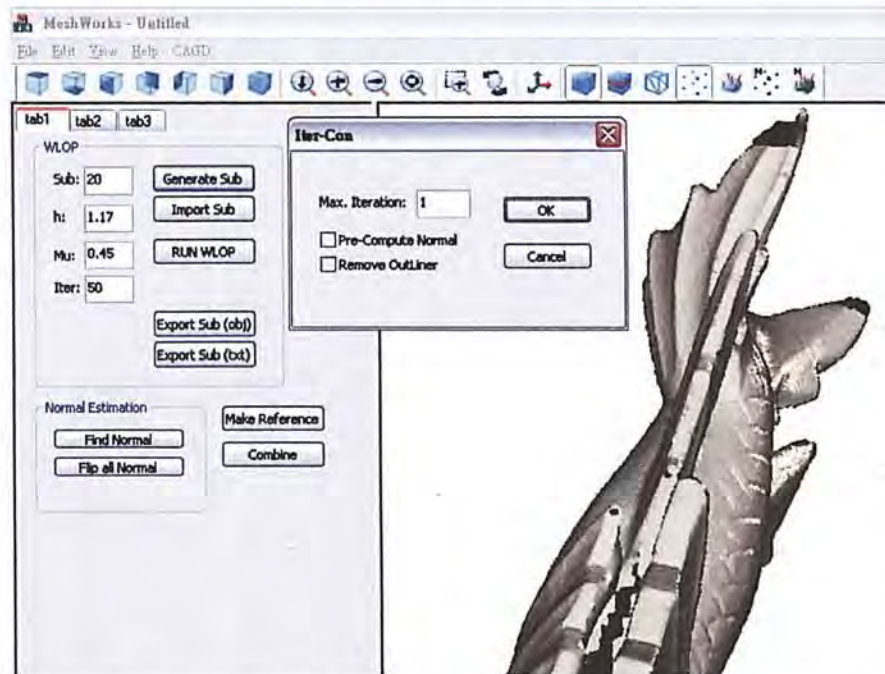 MeshWorks - Untitled
File Edit View Help CAGD
tab1 tab2 tab3
WLOP
Sub: 20 Generate Sub
h: 1.17 Import Sub
Mu: 0.45 RUN WLOP
Iter: 50
Export Sub (obj)
Export Sub (txt)
Normal Estimation
Find Normal
Flip all Normal
Make Reference
Combine
Iter-Con
Max. Iteration: 1
Pre-Compute Normal
Remove OutLiner
OK
Cancel